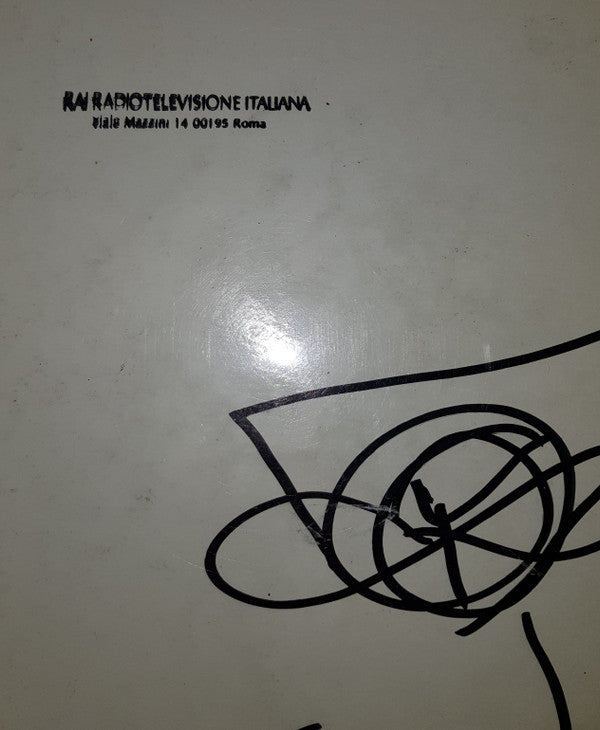 RAI RADIOTELEVISIONE ITALIANA
Viale Mazzini 14 00195 Roma